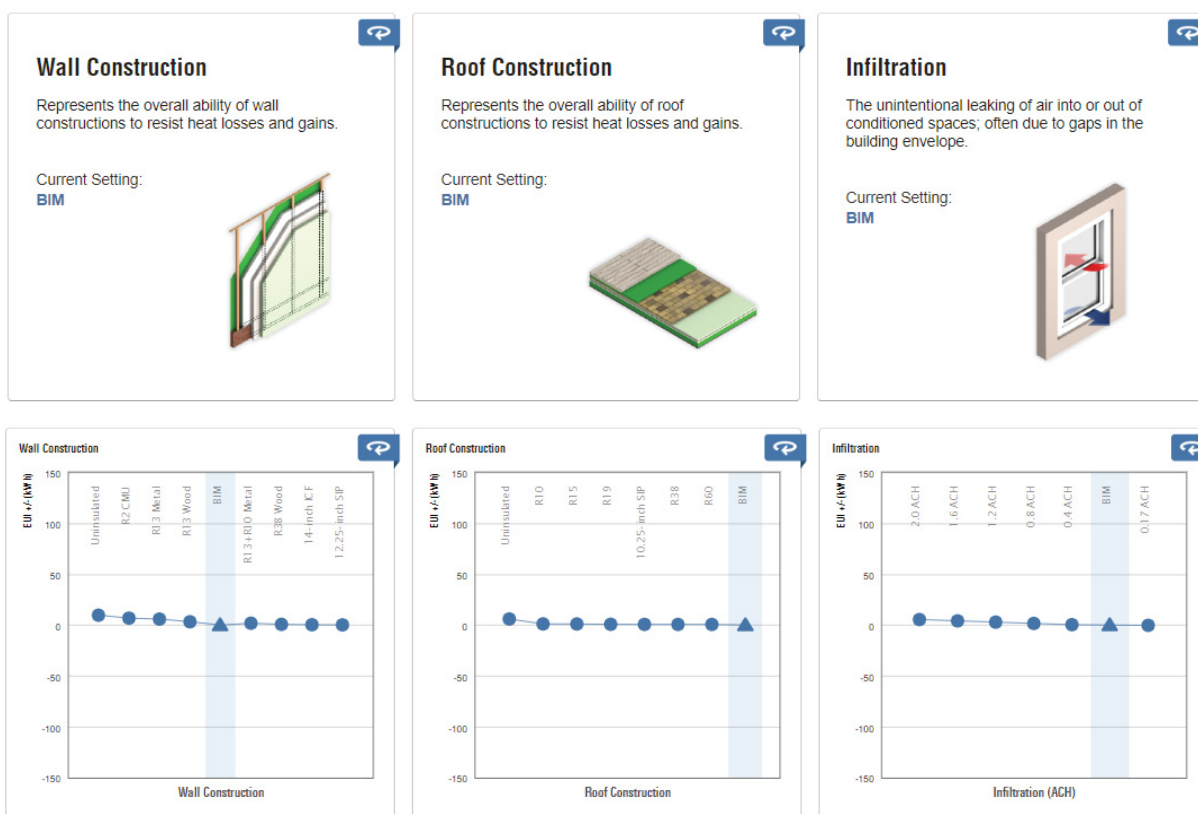 Wall Construction
Represents the overall ability of wall
constructions to resist heat losses and gains.
Current Setting:
BIM
Roof Construction
Represents the overall ability of roof
constructions to resist heat losses and gains.
Current Setting:
BIM
Infiltration
The unintentional leaking of air into or out of
conditioned spaces; often due to gaps in the
building envelope.
Current Setting:
BIM
Wall Construction
EUI +/-(kWh)
150
100
50
0
-50
-100
-150
Uninsulated
R2 CMU
R13 Metal
R13 Wood
BIM
R13+R10 Metal
R38 Wood
14-inch ICF
12.25-inch SIP
Wall Construction
Roof Construction
EUI +/-(kWh)
150
100
50
0
-50
-100
-150
Uninsulated
R10
R15
R19
10.25-inch SIP
R38
R60
BIM
Roof Construction
Infiltration
EUI +/-(kWh)
150
100
50
0
-50
-100
-150
2.0 ACH
1.6 ACH
1.2 ACH
0.8 ACH
0.4 ACH
BIM
0.17 ACH
Infiltration (ACH)